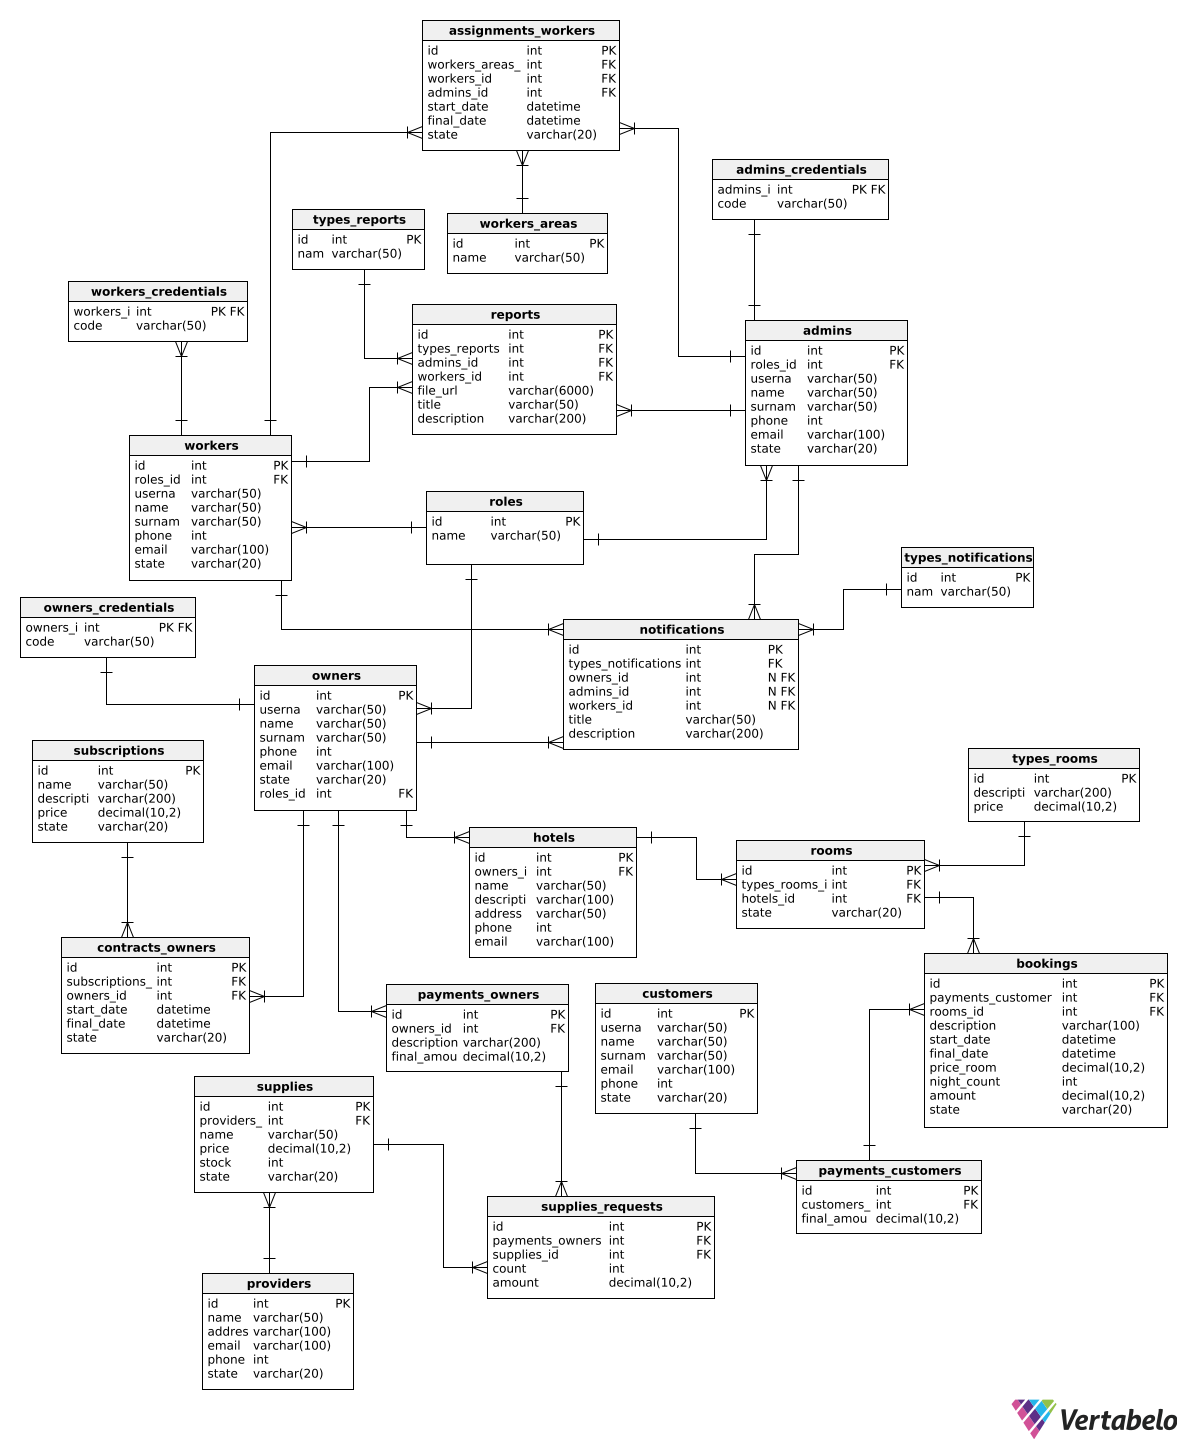 assignments_workers
id int PK
workers_areas_ int FK
workers_id int FK
admins_id int FK
start_date datetime
final_date datetime
state varchar(20)
admins_credentials
admins_i int PK FK
code varchar(50)
types_reports
id int PK
nam varchar(50)
workers_areas
id int PK
name varchar(50)
workers_credentials
workers_i int PK FK
code varchar(50)
reports
id int PK
types_reports int FK
admins_id int FK
workers_id int FK
file_url varchar(6000)
title varchar(50)
description varchar(200)
admins
id int PK
roles_id int FK
userna varchar(50)
name varchar(50)
surnam varchar(50)
phone int
email varchar(100)
state varchar(20)
workers
id int PK
roles_id int FK
userna varchar(50)
name varchar(50)
surnam varchar(50)
phone int
email varchar(100)
state varchar(20)
roles
id int PK
name varchar(50)
types_notifications
id int PK
nam varchar(50)
owners_credentials
owners_i int PK FK
code varchar(50)
notifications
id int PK
types_notifications int FK
owners_id int N FK
admins_id int N FK
workers_id int N FK
title varchar(50)
description varchar(200)
owners
id int PK
userna varchar(50)
name varchar(50)
surnam varchar(50)
phone int
email varchar(100)
state varchar(20)
roles_id int FK
subscriptions
id int PK
name varchar(50)
descripti varchar(200)
price decimal(10,2)
state varchar(20)
types_rooms
id int PK
descripti varchar(200)
price decimal(10,2)
hotels
id int PK
owners_i int FK
name varchar(50)
descripti varchar(100)
address varchar(50)
phone int
email varchar(100)
rooms
id int PK
types_rooms_i int FK
hotels_id int FK
state varchar(20)
contracts_owners
id int PK
subscriptions_ int FK
owners_id int FK
start_date datetime
final_date datetime
state varchar(20)
bookings
id int PK
payments_customer int FK
rooms_id int FK
description varchar(100)
start_date datetime
final_date datetime
price_room decimal(10,2)
night_count int
amount decimal(10,2)
state varchar(20)
payments_owners
id int PK
owners_id int FK
description varchar(200)
final_amou decimal(10,2)
customers
id int PK
userna varchar(50)
name varchar(50)
surnam varchar(50)
email varchar(100)
phone int
state varchar(20)
supplies
id int PK
providers_ int FK
name varchar(50)
price decimal(10,2)
stock int
state varchar(20)
payments_customers
id int PK
customers_ int FK
final_amou decimal(10,2)
supplies_requests
id int PK
payments_owners int FK
supplies_id int FK
count int
amount decimal(10,2)
providers
id int PK
name varchar(50)
addres varchar(100)
email varchar(100)
phone int
state varchar(20)
Vertabelo